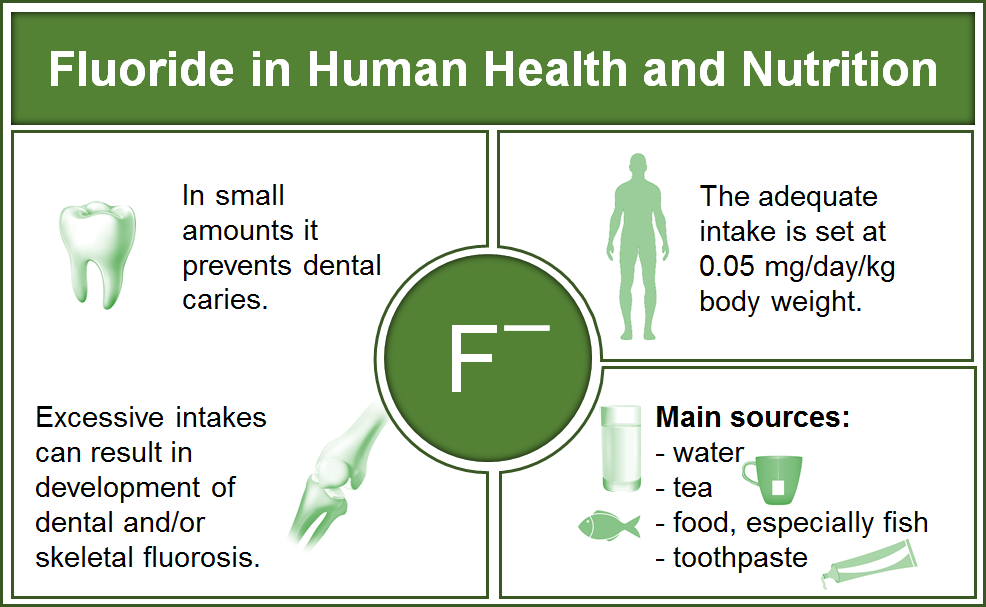 Fluoride in Human Health and Nutrition
In small
amounts it
prevents dental
caries.
The adequate
intake is set at
0.05 mg/day/kg
body weight.
F⁻
Excessive intakes
can result in
development of
dental and/or
skeletal fluorosis.
Main sources:
- water
- tea
- food, especially fish
- toothpaste